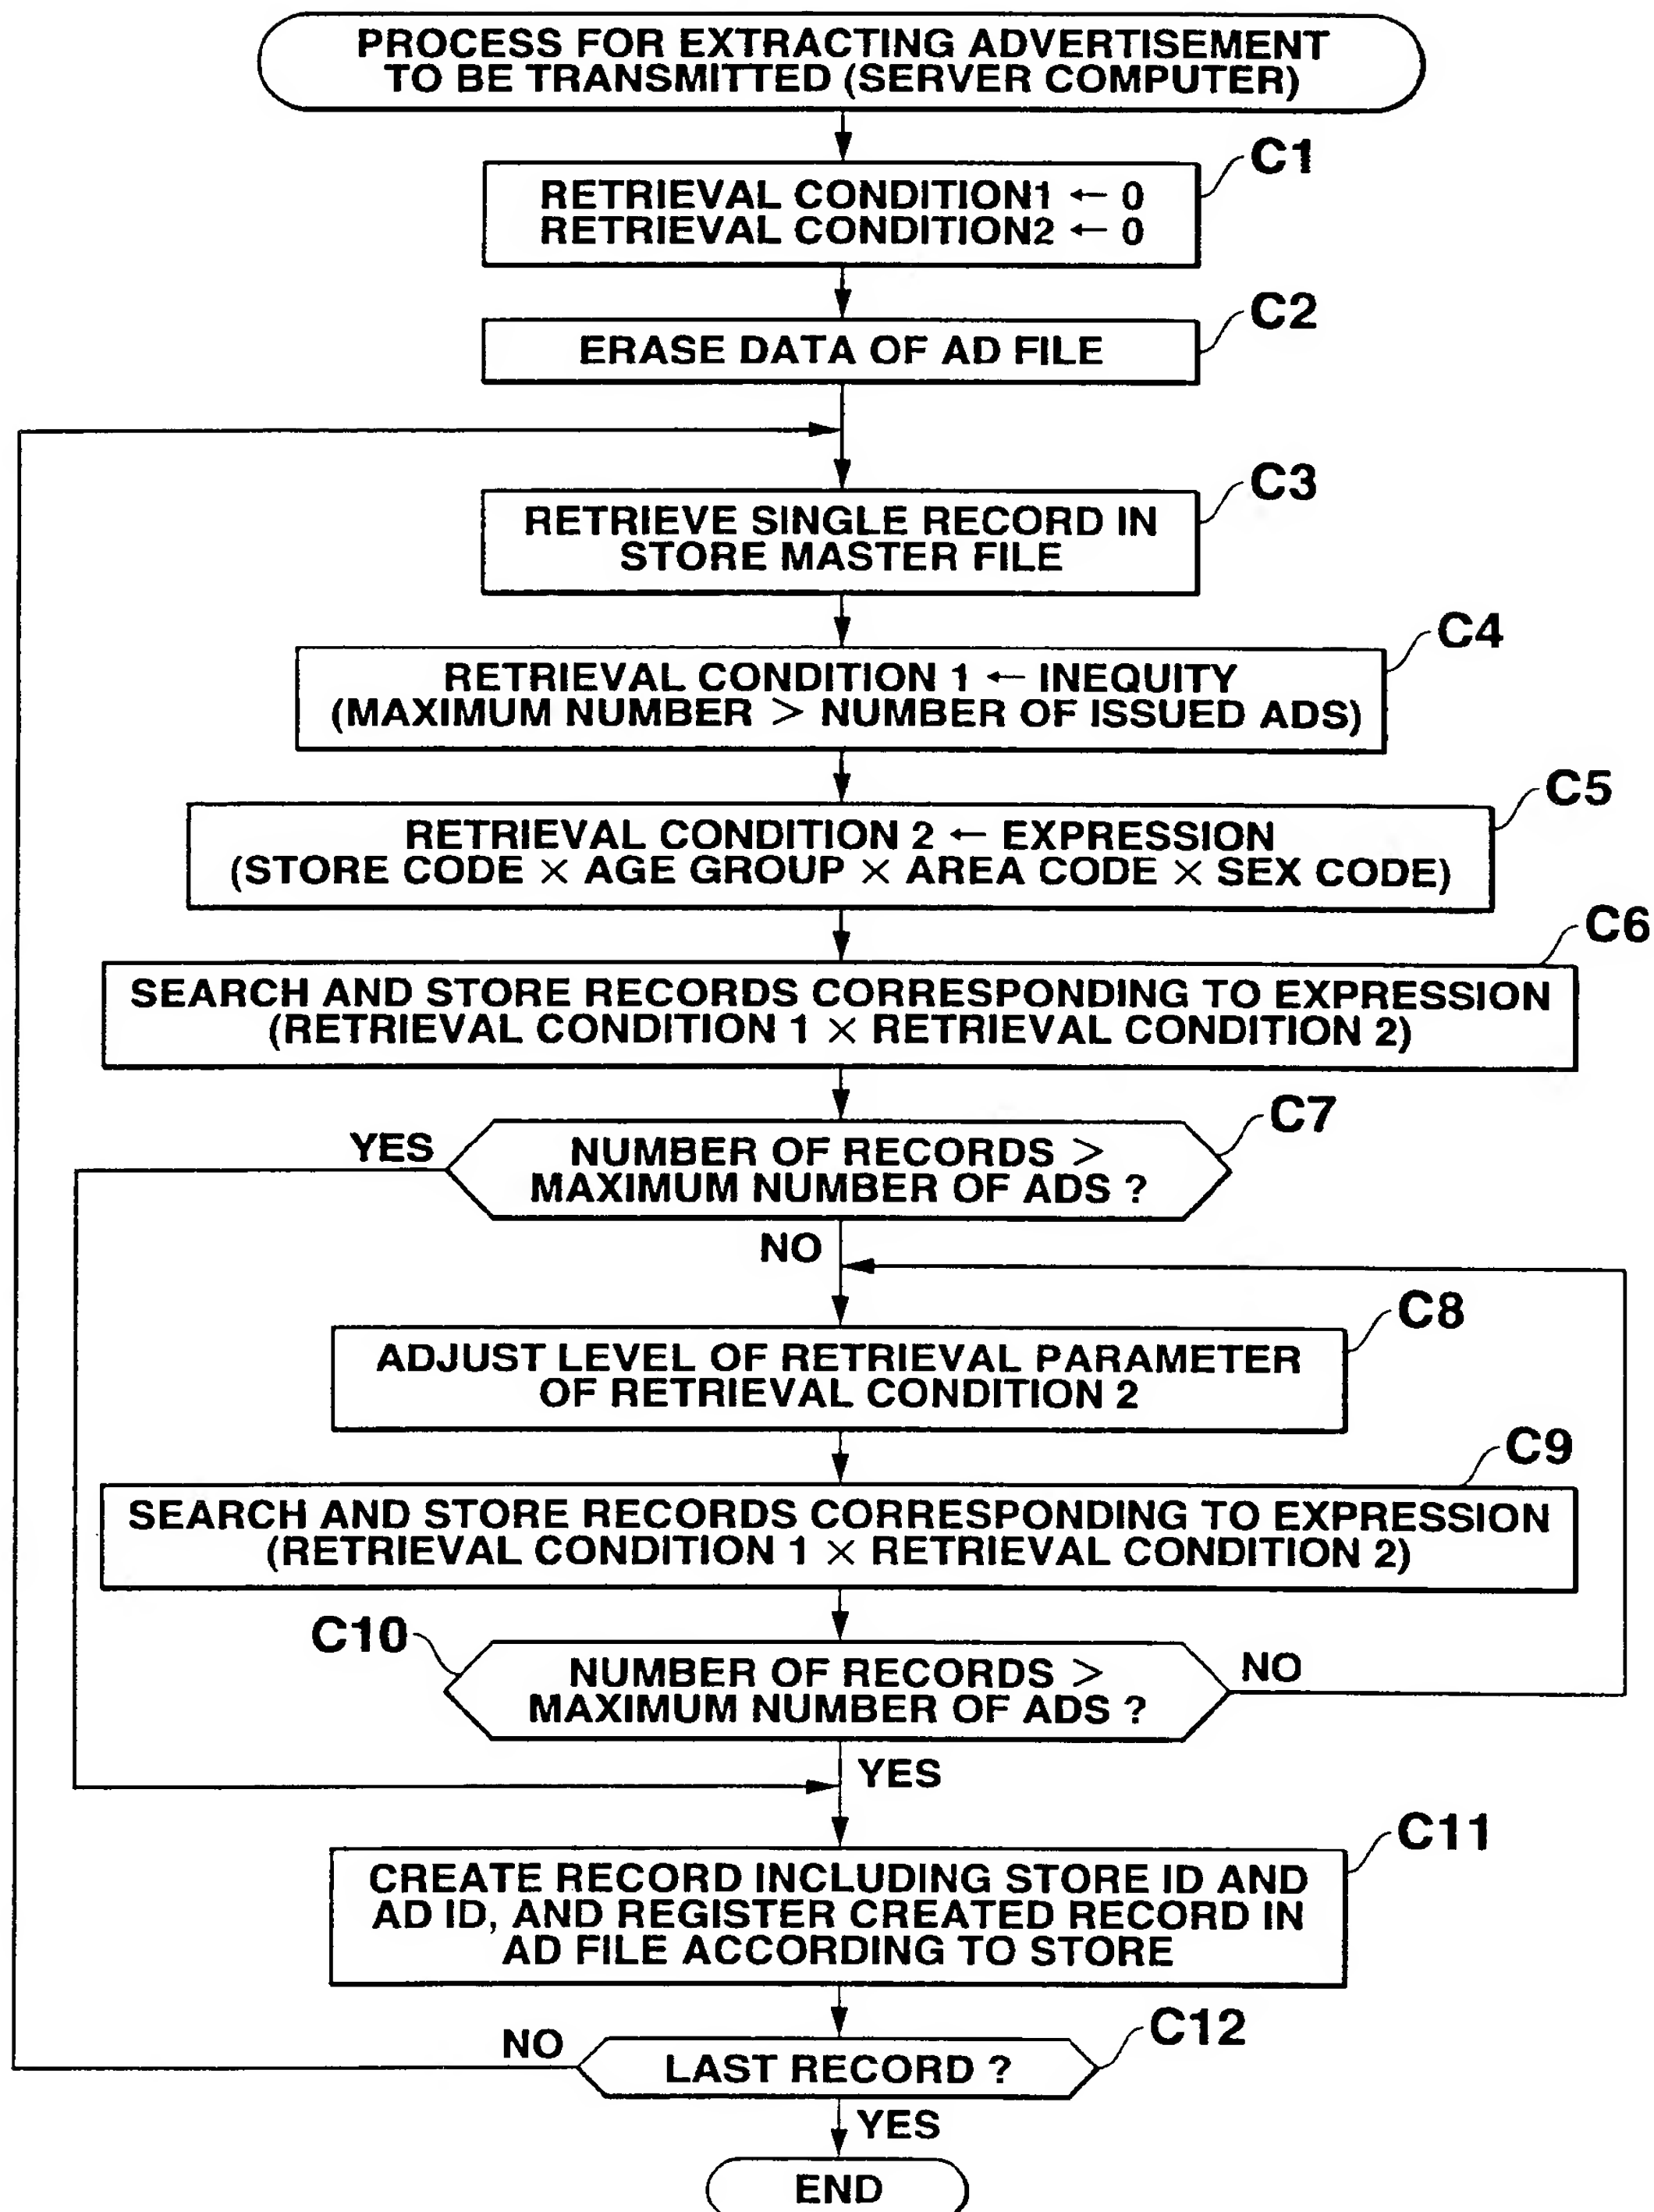 PROCESS FOR EXTRACTING ADVERTISEMENT
TO BE TRANSMITTED (SERVER COMPUTER)
C1
RETRIEVAL CONDITION1 ← 0
RETRIEVAL CONDITION2 ← 0
C2
ERASE DATA OF AD FILE
C3
RETRIEVE SINGLE RECORD IN
STORE MASTER FILE
C4
RETRIEVAL CONDITION 1 ← INEQUITY
(MAXIMUM NUMBER > NUMBER OF ISSUED ADS)
C5
RETRIEVAL CONDITION 2 ← EXPRESSION
(STORE CODE × AGE GROUP × AREA CODE × SEX CODE)
C6
SEARCH AND STORE RECORDS CORRESPONDING TO EXPRESSION
(RETRIEVAL CONDITION 1 × RETRIEVAL CONDITION 2)
C7
YES
NUMBER OF RECORDS >
MAXIMUM NUMBER OF ADS ?
NO
C8
ADJUST LEVEL OF RETRIEVAL PARAMETER
OF RETRIEVAL CONDITION 2
C9
SEARCH AND STORE RECORDS CORRESPONDING TO EXPRESSION
(RETRIEVAL CONDITION 1 × RETRIEVAL CONDITION 2)
C10
NUMBER OF RECORDS >
MAXIMUM NUMBER OF ADS ?
NO
YES
C11
CREATE RECORD INCLUDING STORE ID AND
AD ID, AND REGISTER CREATED RECORD IN
AD FILE ACCORDING TO STORE
C12
NO
LAST RECORD ?
YES
END